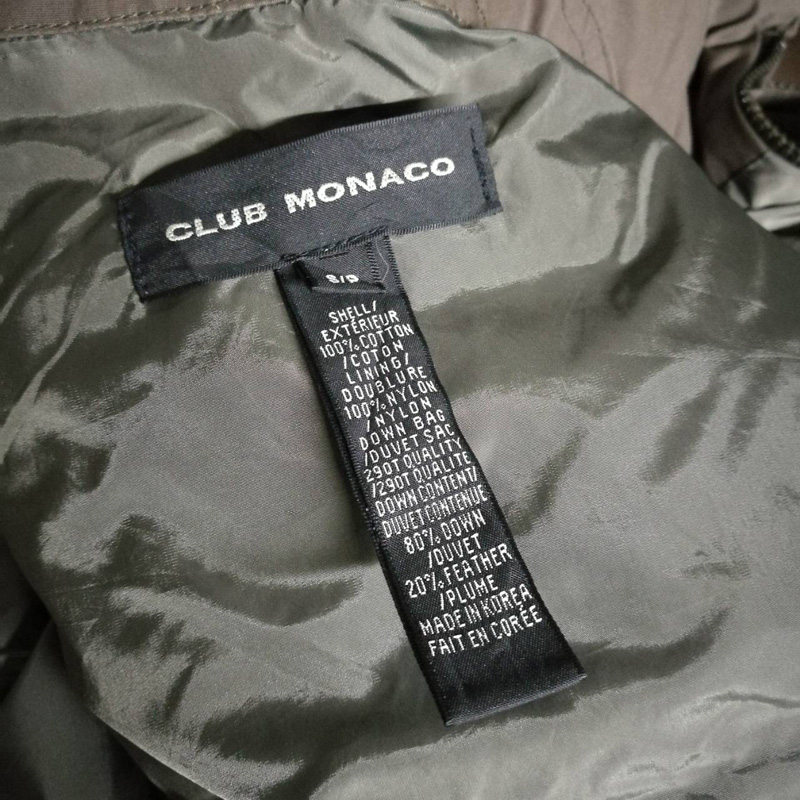 CLUB MONACO
S/P
SHELL/
EXTÉRIEUR
100% COTTON
/COTON
LINING/
DOUBLURE
100% NYLON
/NYLON
DOWN BAG
/DUVET SAC
290T QUALITY
/290T QUALITE
DOWN CONTENT/
DUVET CONTENUE
80% DOWN
/DUVET
20% FEATHER
/PLUME
MADE IN KOREA
FAIT EN CORÉE